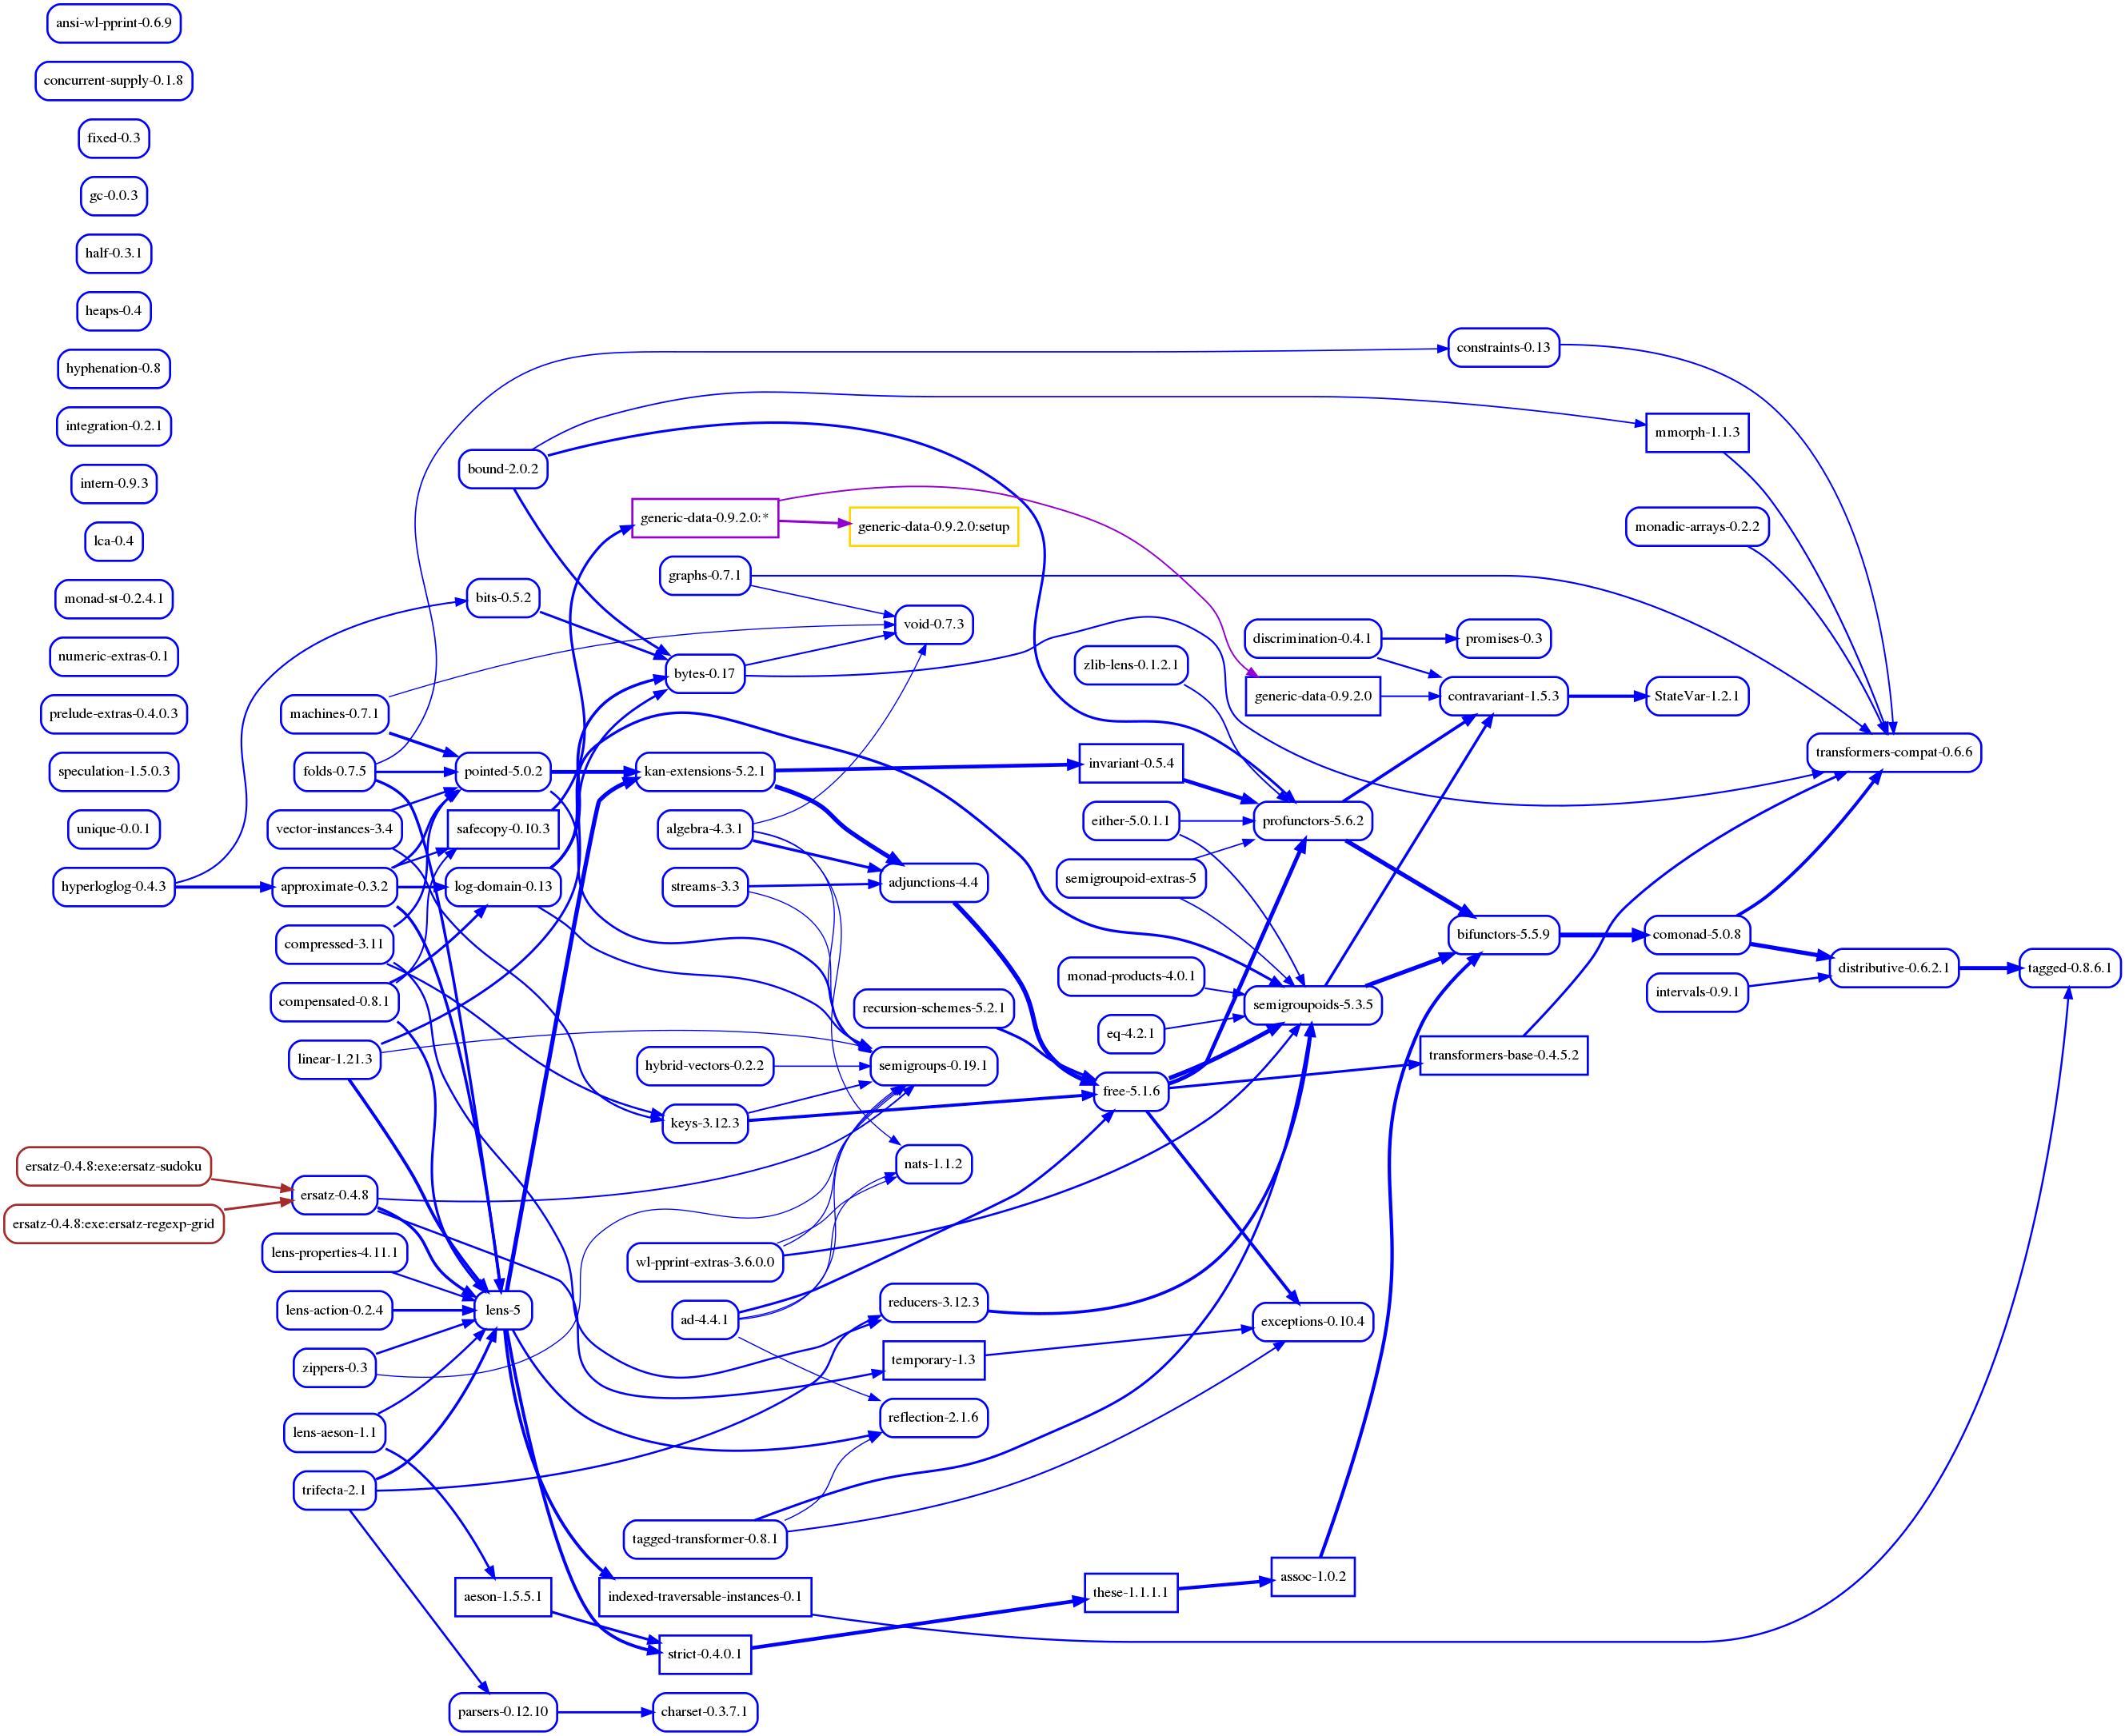 ansi-wl-pprint-0.6.9
concurrent-supply-0.1.8
fixed-0.3
gc-0.0.3
half-0.3.1
heaps-0.4
hyphenation-0.8
integration-0.2.1
intern-0.9.3
lca-0.4
monad-st-0.2.4.1
numeric-extras-0.1
prelude-extras-0.4.0.3
speculation-1.5.0.3
unique-0.0.1
hyperloglog-0.4.3
ersatz-0.4.8:exe:ersatz-sudoku
ersatz-0.4.8:exe:ersatz-regexp-grid
machines-0.7.1
folds-0.7.5
vector-instances-3.4
approximate-0.3.2
compressed-3.11
compensated-0.8.1
linear-1.21.3
ersatz-0.4.8
lens-properties-4.11.1
lens-action-0.2.4
zippers-0.3
lens-aeson-1.1
trifecta-2.1
bound-2.0.2
bits-0.5.2
pointed-5.0.2
safecopy-0.10.3
log-domain-0.13
lens-5
aeson-1.5.5.1
parsers-0.12.10
generic-data-0.9.2.0:*
graphs-0.7.1
bytes-0.17
kan-extensions-5.2.1
algebra-4.3.1
streams-3.3
hybrid-vectors-0.2.2
keys-3.12.3
wl-pprint-extras-3.6.0.0
ad-4.4.1
tagged-transformer-0.8.1
indexed-traversable-instances-0.1
strict-0.4.0.1
charset-0.3.7.1
generic-data-0.9.2.0:setup
void-0.7.3
adjunctions-4.4
recursion-schemes-5.2.1
semigroups-0.19.1
nats-1.1.2
reducers-3.12.3
temporary-1.3
reflection-2.1.6
zlib-lens-0.1.2.1
invariant-0.5.4
either-5.0.1.1
semigroupoid-extras-5
monad-products-4.0.1
eq-4.2.1
free-5.1.6
these-1.1.1.1
discrimination-0.4.1
generic-data-0.9.2.0
profunctors-5.6.2
semigroupoids-5.3.5
exceptions-0.10.4
assoc-1.0.2
constraints-0.13
promises-0.3
contravariant-1.5.3
bifunctors-5.5.9
transformers-base-0.4.5.2
mmorph-1.1.3
monadic-arrays-0.2.2
StateVar-1.2.1
comonad-5.0.8
intervals-0.9.1
transformers-compat-0.6.6
distributive-0.6.2.1
tagged-0.8.6.1